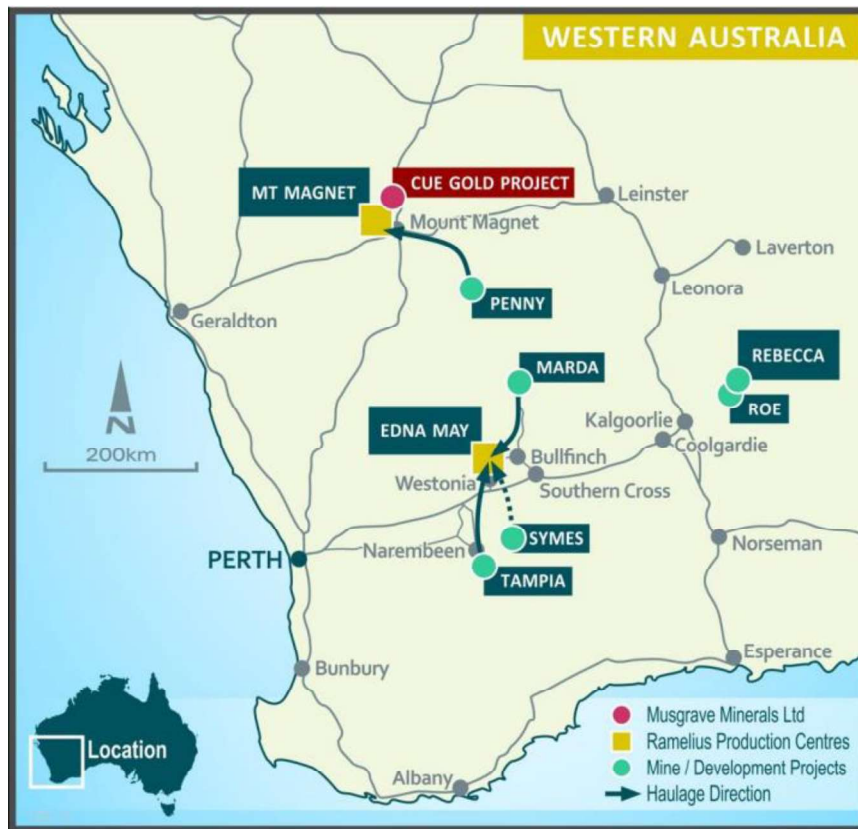 WESTERN AUSTRALIA
MT MAGNET
CUE GOLD PROJECT
Mount Magnet
Leinster
Laverton
Leonora
PENNY
Geraldton
MARDA
REBECCA
ROE
EDNA MAY
Kalgoorlie
Coolgardie
N
200km
Bullfinch
Westonia
Southern Cross
SYMES
Narembeen
PERTH
TAMPIA
Norseman
Bunbury
Esperance
Location
Albany
Musgrave Minerals Ltd
Ramelius Production Centres
Mine / Development Projects
Haulage Direction